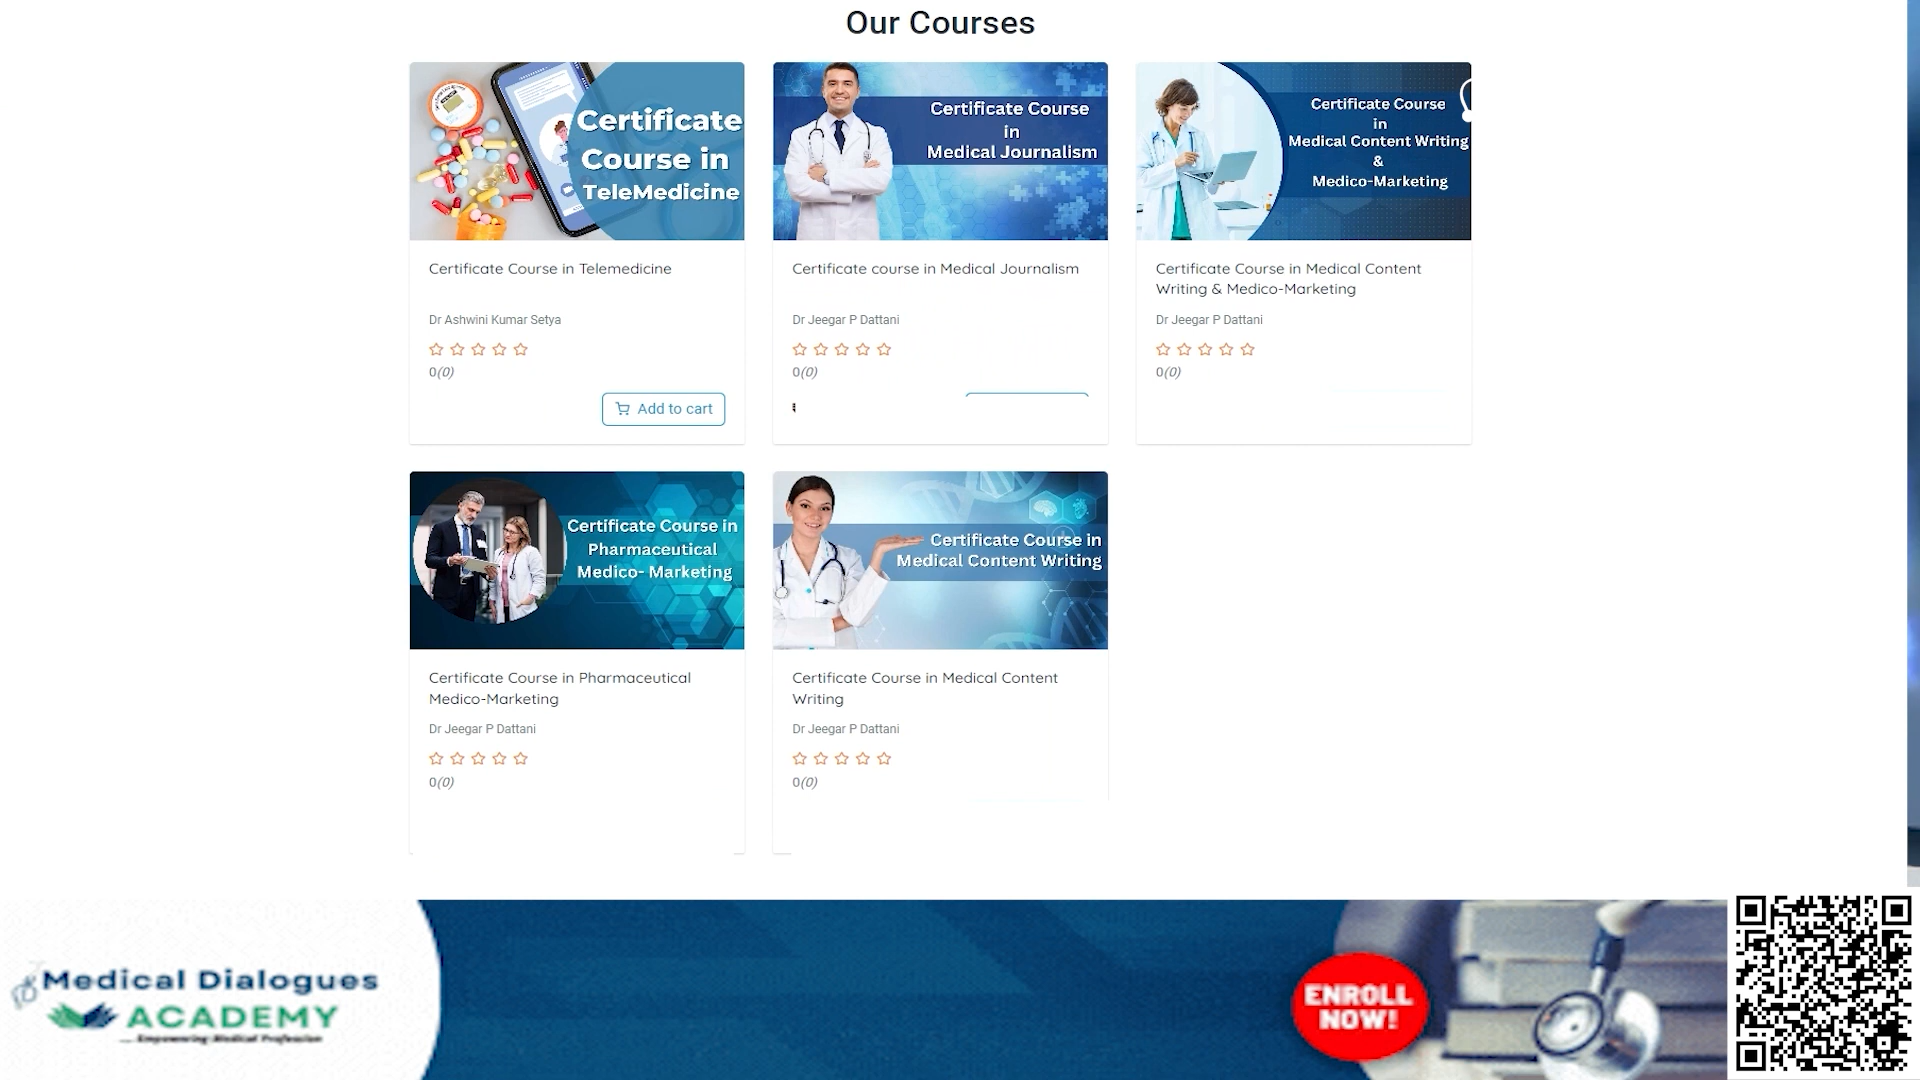 Our Courses
Certificate
Course in
TeleMedicine
Certificate Course in Telemedicine
Dr Ashwini Kumar Setya
0(0)
Add to cart
Certificate Course
in
Medical Journalism
Certificate course in Medical Journalism
Dr Jeegar P Dattani
0(0)
Certificate Course
in
Medical Content Writing
&
Medico-Marketing
Certificate Course in Medical Content
Writing & Medico-Marketing
Dr Jeegar P Dattani
0(0)
Certificate Course in
Pharmaceutical
Medico- Marketing
Certificate Course in Pharmaceutical
Medico-Marketing
Dr Jeegar P Dattani
0(0)
Certificate Course in
Medical Content Writing
Certificate Course in Medical Content
Writing
Dr Jeegar P Dattani
0(0)
Medical Dialogues
ACADEMY
.... Empowering Medical Profession
ENROLL
NOW!